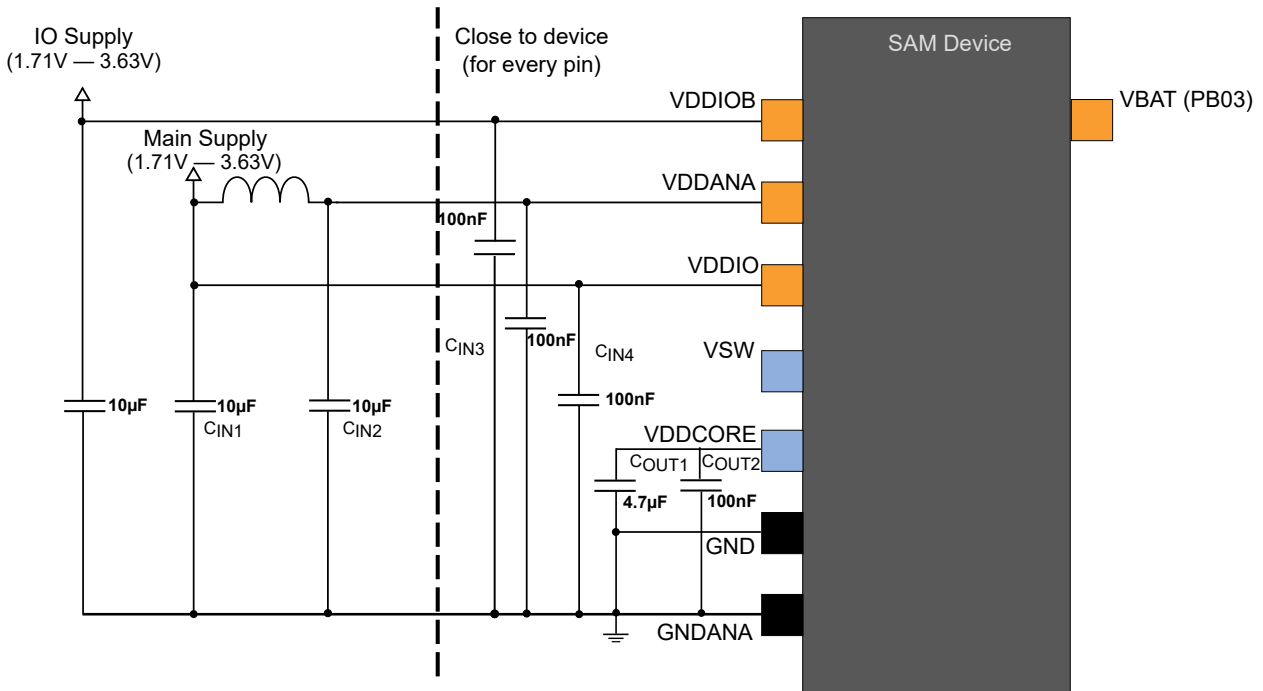 IO Supply
(1.71V — 3.63V)
Close to device
(for every pin)
SAM Device
VDDIOB
VBAT (PB03)
Main Supply
(1.71V — 3.63V)
VDDANA
100nF
VDDIO
100nF
CIN3
CIN4
VSW
100nF
10µF
10µF
CIN1
10µF
CIN2
VDDCORE
COUT1
COUT2
4.7µF
100nF
GND
GNDANA